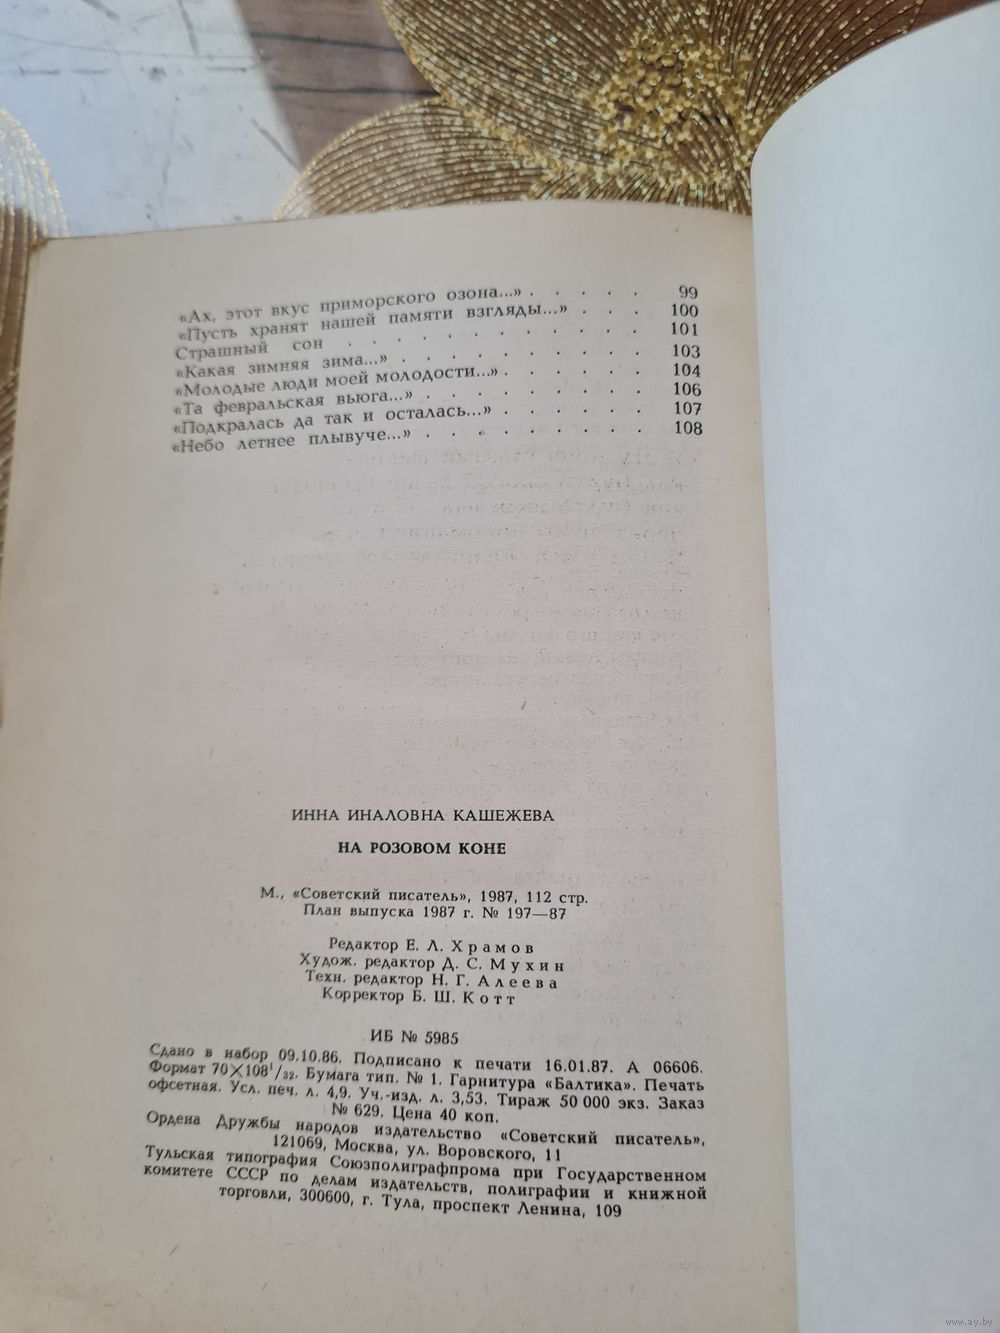 «Ах, этот вкус приморского озона...» . . . . . 99
«Пусть хранят нашей памяти взгляды...» . . . 100
Страшный сон . . . . . . . . . . 101
«Какая зимняя зима...» . . . . . . . . . 103
«Молодые люди моей молодости...» . . . . . . 104
«Та февральская вьюга...» . . . . . . . . 106
«Подкралась да так и осталась...» . . . . . 107
«Небо летнее плывуче...» . . . . . . . . 108
ИННА ИНАЛОВНА КАШЕЖЕВА
НА РОЗОВОМ КОНЕ
М., «Советский писатель», 1987, 112 стр.
План выпуска 1987 г. № 197—87
Редактор Е. Л. Храмов
Худож. редактор Д. С. Мухин
Техн. редактор Н. Г. Алеева
Корректор Б. Ш. Котт
ИБ № 5985
Сдано в набор 09.10.86. Подписано к печати 16.01.87. А 06606.
Формат 70×108¹/₃₂. Бумага тип. № 1. Гарнитура «Балтика». Печать
офсетная. Усл. печ. л. 4,9. Уч.-изд. л. 3,53. Тираж 50 000 экз. Заказ
№ 629. Цена 40 коп.
Ордена Дружбы народов издательство «Советский писатель»,
121069, Москва, ул. Воровского, 11
Тульская типография Союзполиграфпрома при Государственном
комитете СССР по делам издательств, полиграфии и книжной
торговли, 300600, г. Тула, проспект Ленина, 109
www.ay.by